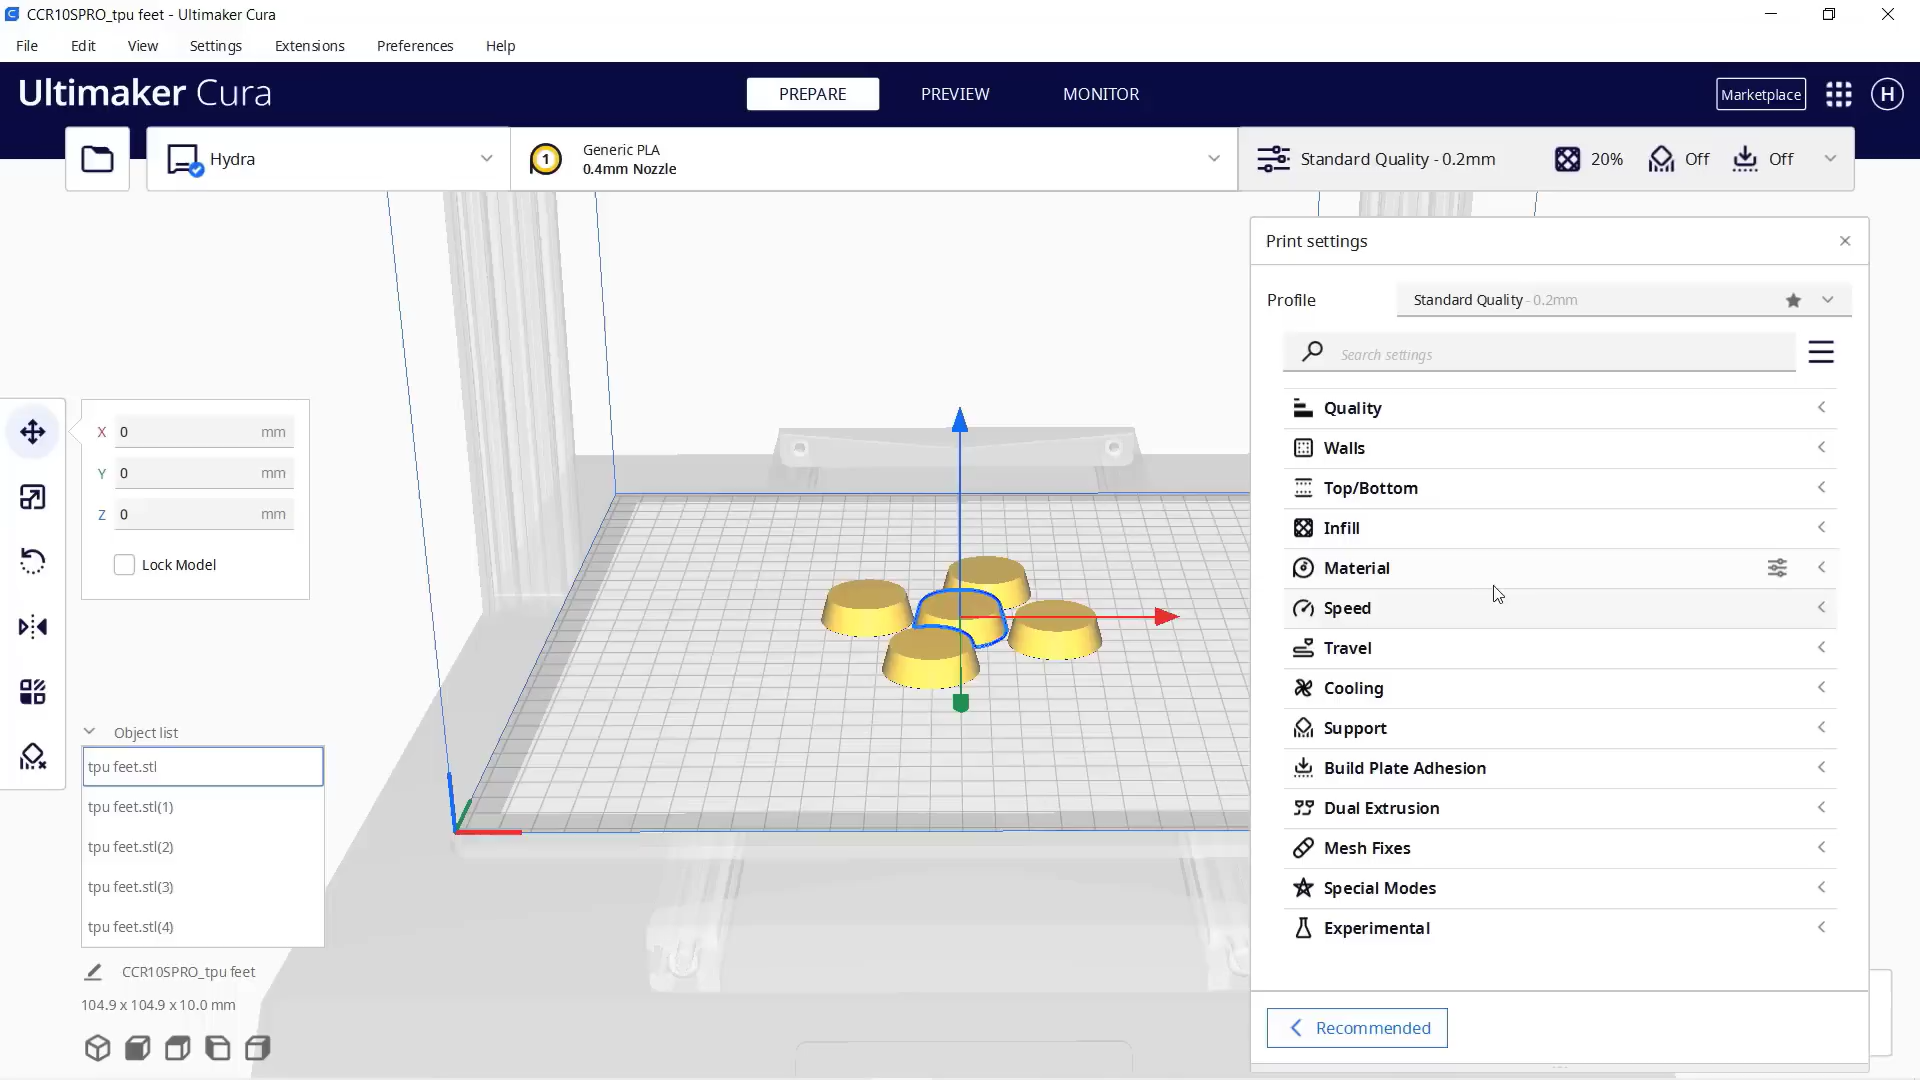 CCR10SPRO_tpu feet - Ultimaker Cura
File Edit View Settings Extensions Preferences Help
Ultimaker Cura
PREPARE
PREVIEW
MONITOR
Marketplace
H
Hydra
1
Generic PLA
0.4mm Nozzle
Standard Quality - 0.2mm
20%
Off
Off
Print settings
Profile
Standard Quality - 0.2mm
Search settings
Quality
Walls
Top/Bottom
Infill
Material
Speed
Travel
Cooling
Support
Build Plate Adhesion
Dual Extrusion
Mesh Fixes
Special Modes
Experimental
Recommended
X 0 mm
Y 0 mm
Z 0 mm
Lock Model
Object list
tpu feet.stl
tpu feet.stl(1)
tpu feet.stl(2)
tpu feet.stl(3)
tpu feet.stl(4)
CCR10SPRO_tpu feet
104.9 x 104.9 x 10.0 mm